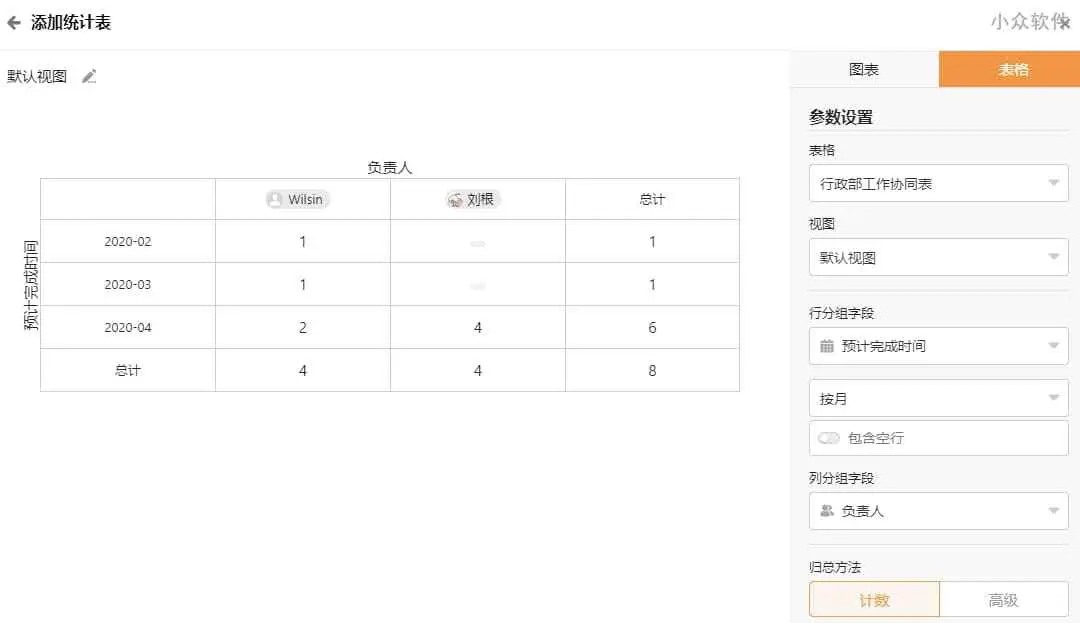 添加统计表
小众软件
默认视图
图表
表格
参数设置
表格
行政部工作协同表
视图
默认视图
行分组字段
预计完成时间
按月
包含空行
列分组字段
负责人
归总方法
计数
高级
负责人
预计完成时间
Wilsin
刘根
总计
2020-02
1
1
2020-03
1
1
2020-04
2
4
6
总计
4
4
8